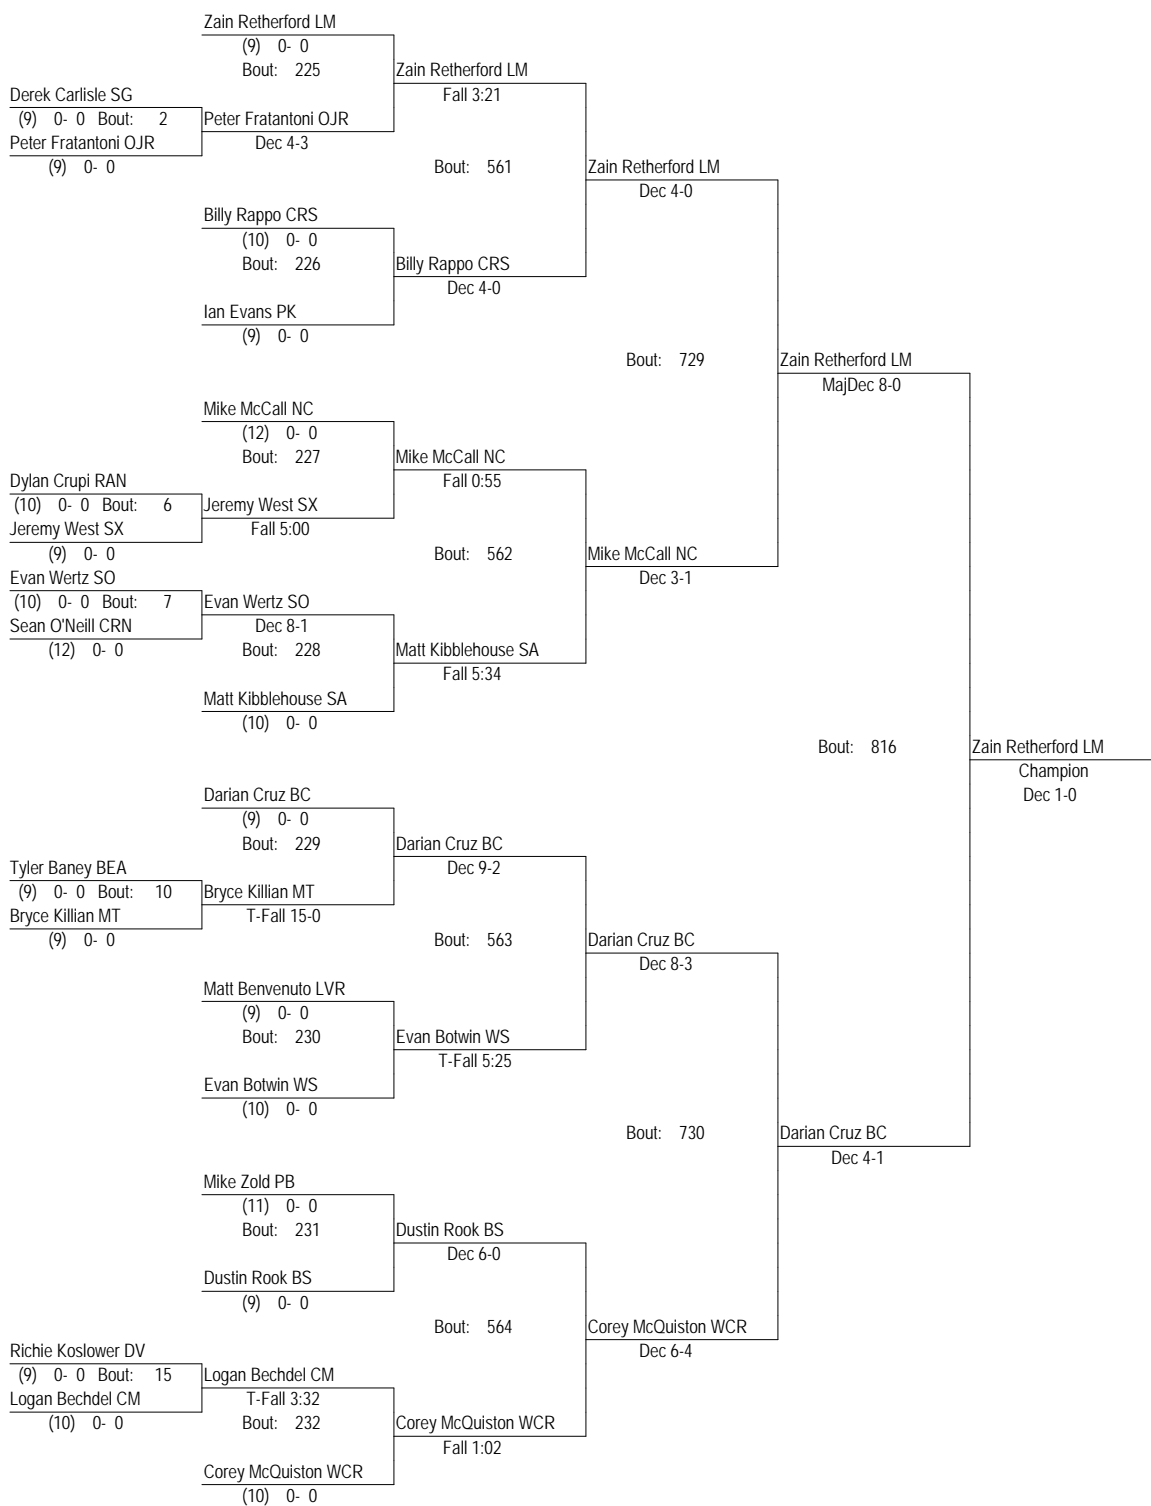 Zain Retherford LM
(9) 0- 0
Bout: 225
Zain Retherford LM
Fall 3:21
Derek Carlisle SG
(9) 0- 0 Bout: 2
Peter Fratantoni OJR
Peter Fratantoni OJR
Dec 4-3
(9) 0- 0
Bout: 561
Zain Retherford LM
Dec 4-0
Billy Rappo CRS
(10) 0- 0
Bout: 226
Billy Rappo CRS
Dec 4-0
Ian Evans PK
(9) 0- 0
Bout: 729
Zain Retherford LM
MajDec 8-0
Mike McCall NC
(12) 0- 0
Bout: 227
Mike McCall NC
Fall 0:55
Dylan Crupi RAN
(10) 0- 0 Bout: 6
Jeremy West SX
Jeremy West SX
Fall 5:00
(9) 0- 0
Bout: 562
Mike McCall NC
Dec 3-1
Evan Wertz SO
(10) 0- 0 Bout: 7
Evan Wertz SO
Sean O'Neill CRN
Dec 8-1
(12) 0- 0
Bout: 228
Matt Kibblehouse SA
Fall 5:34
Matt Kibblehouse SA
(10) 0- 0
Bout: 816
Zain Retherford LM
Champion
Dec 1-0
Darian Cruz BC
(9) 0- 0
Bout: 229
Darian Cruz BC
Dec 9-2
Tyler Baney BEA
(9) 0- 0 Bout: 10
Bryce Killian MT
Bryce Killian MT
T-Fall 15-0
(9) 0- 0
Bout: 563
Darian Cruz BC
Dec 8-3
Matt Benvenuto LVR
(9) 0- 0
Bout: 230
Evan Botwin WS
T-Fall 5:25
Evan Botwin WS
(10) 0- 0
Bout: 730
Darian Cruz BC
Dec 4-1
Mike Zold PB
(11) 0- 0
Bout: 231
Dustin Rook BS
Dec 6-0
Dustin Rook BS
(9) 0- 0
Bout: 564
Corey McQuiston WCR
Dec 6-4
Richie Koslower DV
(9) 0- 0 Bout: 15
Logan Bechdel CM
Logan Bechdel CM
T-Fall 3:32
(10) 0- 0
Bout: 232
Corey McQuiston WCR
Fall 1:02
Corey McQuiston WCR
(10) 0- 0